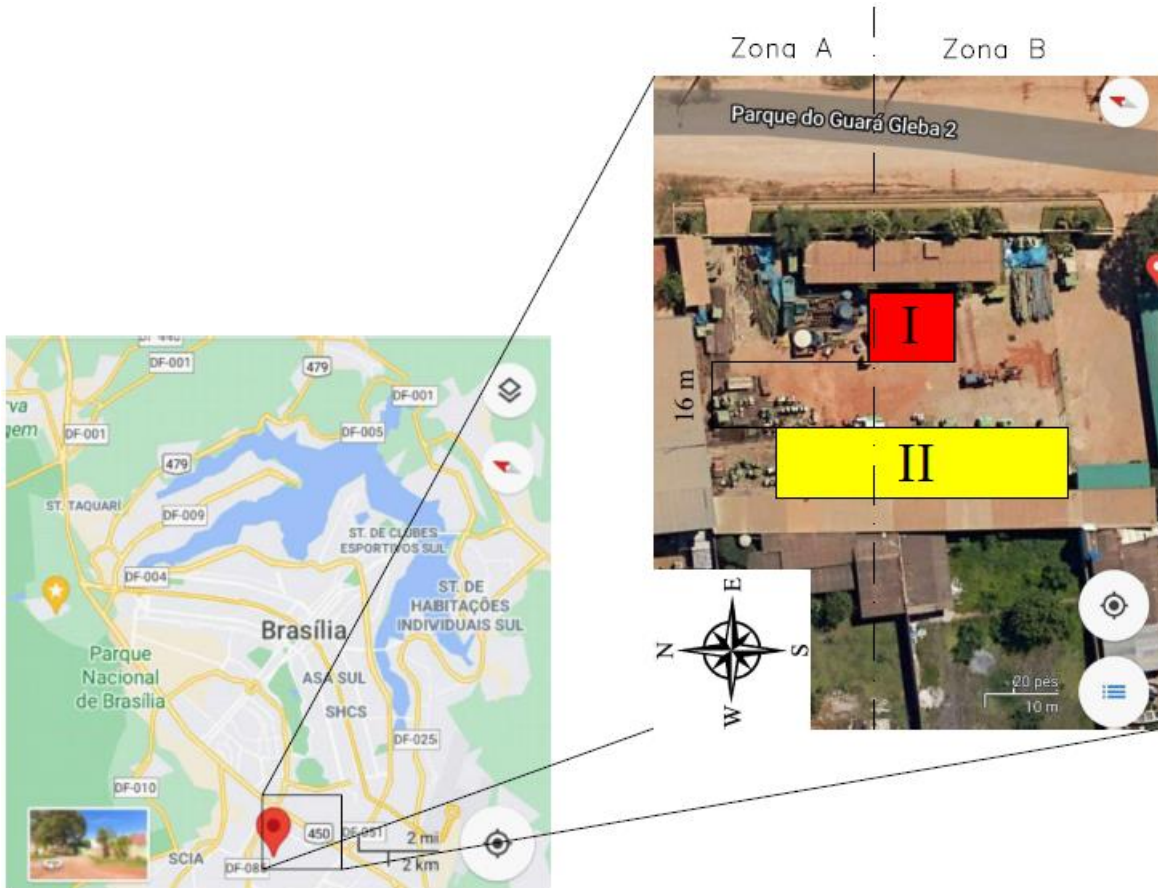 Zona A
Zona B
Parque do Guará Gleba 2
I
16 m
II
E
N
S
W
20 pés
10 m
DF-001
479
DF-001
rva
gem
DF-001
DF-005
479
ST. TAQUARÍ
DF-009
ST. DE CLUBES
ESPORTIVOS SUL
DF-004
ST. DE
HABITAÇÕES
INDIVIDUAIS SUL
Brasília
Parque
Nacional
de Brasília
ASA SUL
SHCS
DF-025
DF-010
450
DF-051
2 mi
2 km
SCIA